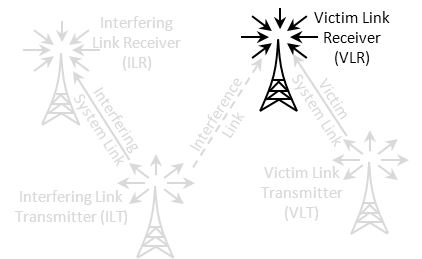 Interfering
Link Receiver
(ILR)
Victim Link
Receiver
(VLR)
Interfering
System Link
Interference
Link
Victim
System Link
Interfering Link
Transmitter (ILT)
Victim Link
Transmitter
(VLT)